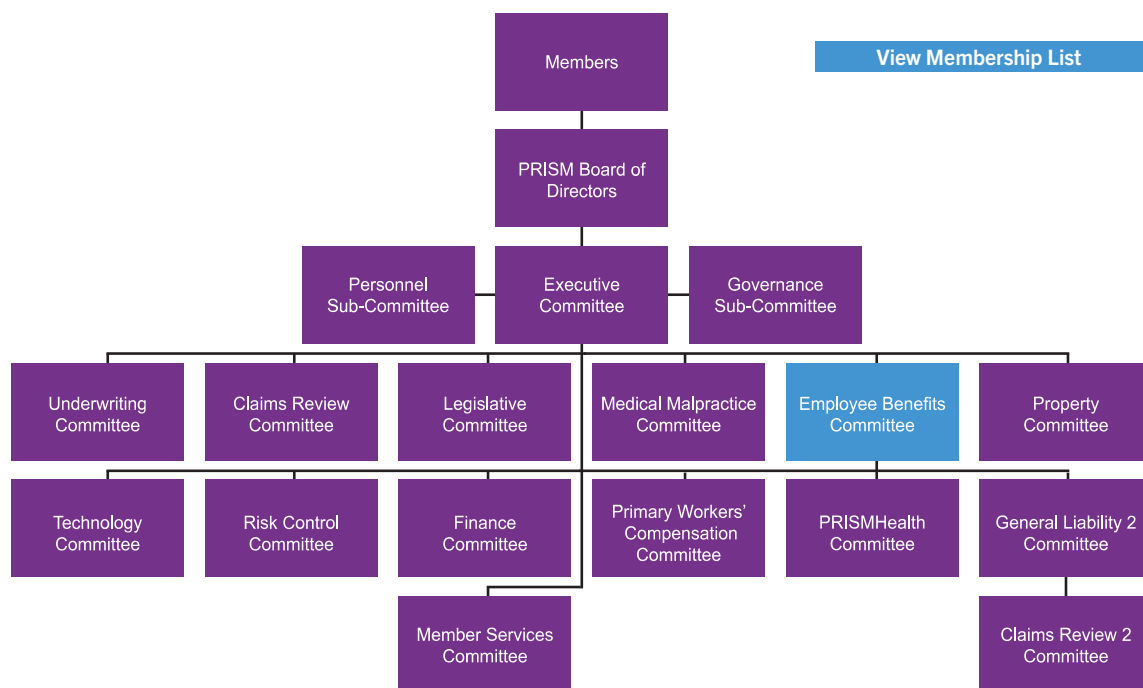 Members
View Membership List
PRISM Board of
Directors
Personnel
Sub-Committee
Executive
Committee
Governance
Sub-Committee
Underwriting
Committee
Claims Review
Committee
Legislative
Committee
Medical Malpractice
Committee
Employee Benefits
Committee
Property
Committee
Technology
Committee
Risk Control
Committee
Finance
Committee
Primary Workers'
Compensation
Committee
PRISMHealth
Committee
General Liability 2
Committee
Member Services
Committee
Claims Review 2
Committee